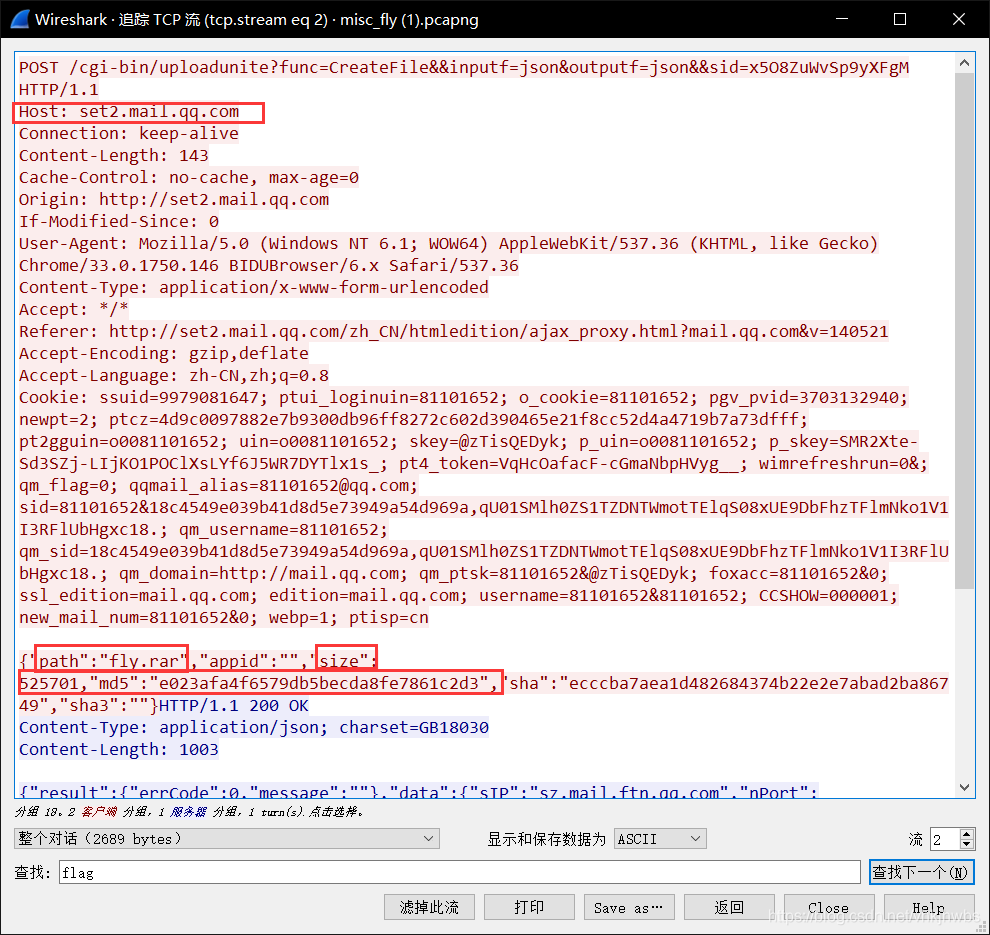 Wireshark · 追踪 TCP 流 (tcp.stream eq 2) · misc_fly (1).pcapng
POST /cgi-bin/uploadunite?func=CreateFile&&inputf=json&outputf=json&&sid=x5O8ZuWvSp9yXFgM
HTTP/1.1
Host: set2.mail.qq.com
Connection: keep-alive
Content-Length: 143
Cache-Control: no-cache, max-age=0
Origin: http://set2.mail.qq.com
If-Modified-Since: 0
User-Agent: Mozilla/5.0 (Windows NT 6.1; WOW64) AppleWebKit/537.36 (KHTML, like Gecko)
Chrome/33.0.1750.146 BIDUBrowser/6.x Safari/537.36
Content-Type: application/x-www-form-urlencoded
Accept: */*
Referer: http://set2.mail.qq.com/zh_CN/htmledition/ajax_proxy.html?mail.qq.com&v=140521
Accept-Encoding: gzip,deflate
Accept-Language: zh-CN,zh;q=0.8
Cookie: ssuid=9979081647; ptui_loginuin=81101652; o_cookie=81101652; pgv_pvid=3703132940;
newpt=2; ptcz=4d9c0097882e7b9300db96ff8272c602d390465e21f8cc52d4a4719b7a73dfff;
pt2gguin=o0081101652; uin=o0081101652; skey=@zTisQEDyk; p_uin=o0081101652; p_skey=SMR2Xte-
Sd3SZj-LIjKO1POClXsLYf6J5WR7DYTlx1s_; pt4_token=VqHcOafacF-cGmaNbpHVyg__; wimrefreshrun=0&;
qm_flag=0; qqmail_alias=81101652@qq.com;
sid=81101652&18c4549e039b41d8d5e73949a54d969a,qU01SMlh0ZS1TZDNTWmotTElqS08xUE9DbFhzTFlmNko1V1
I3RFlUbHgxc18.; qm_username=81101652;
qm_sid=18c4549e039b41d8d5e73949a54d969a,qU01SMlh0ZS1TZDNTWmotTElqS08xUE9DbFhzTFlmNko1V1I3RFlU
bHgxc18.; qm_domain=http://mail.qq.com; qm_ptsk=81101652&@zTisQEDyk; foxacc=81101652&0;
ssl_edition=mail.qq.com; edition=mail.qq.com; username=81101652&81101652; CCSHOW=000001;
new_mail_num=81101652&0; webp=1; ptisp=cn
{"path":"fly.rar","appid":"","size":
525701,"md5":"e023afa4f6579db5becda8fe7861c2d3","sha":"ecccba7aea1d482684374b22e2e7abad2ba867
49","sha3":""}HTTP/1.1 200 OK
Content-Type: application/json; charset=GB18030
Content-Length: 1003
{"result":{"errCode":0,"message":""},"data":{"sIP":"sz.mail.ftn.qq.com","nPort":
分组 18。2 客户端 分组，1 服务器 分组，1 turn(s). 点击选择。
整个对话（2689 bytes） 显示和保存数据为 ASCII 流 2
查找： flag 查找下一个(N)
滤掉此流 打印 Save as… 返回 Close Help